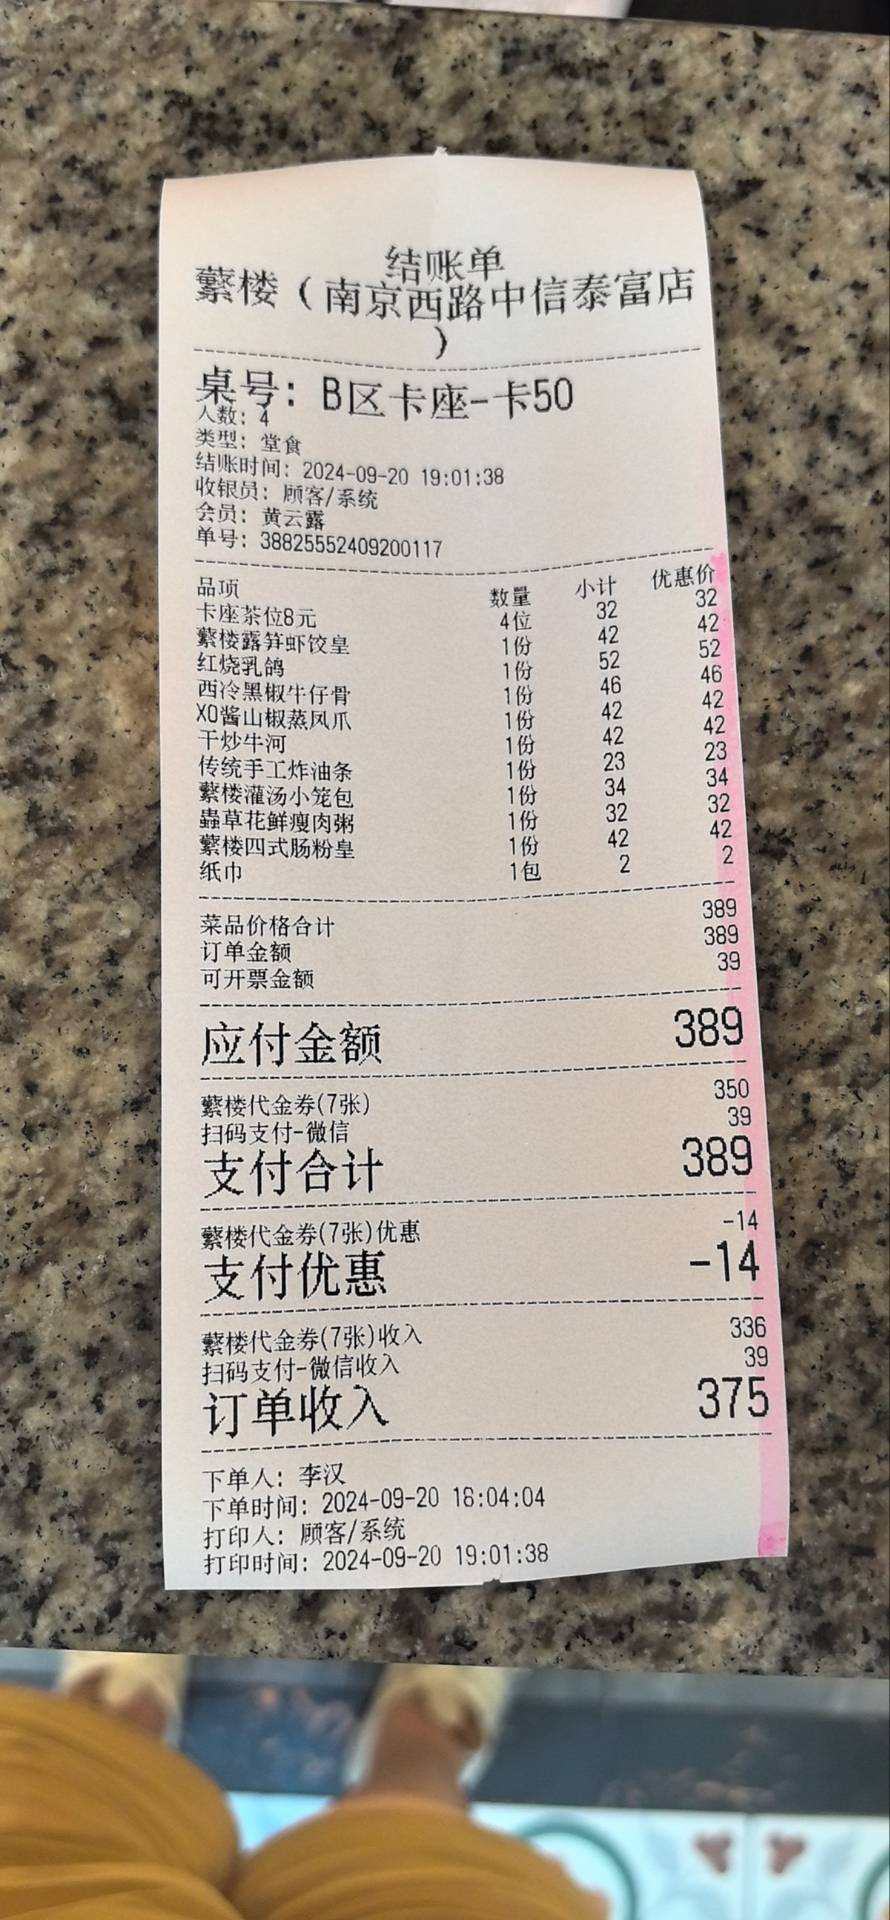 结账单
蘩楼（南京西路中信泰富店
）
桌号: B区卡座-卡50
人数: 4
类型: 堂食
结账时间: 2024-09-20 19:01:38
收银员: 顾客/系统
会员: 黄云露
单号: 38825552409200117
品项 数量 小计 优惠价
卡座茶位8元 4位 32 32
蘩楼露笋虾饺皇 1份 42 42
红烧乳鸽 1份 52 52
西冷黑椒牛仔骨 1份 46 46
XO酱山椒蒸凤爪 1份 42 42
干炒牛河 1份 42 42
传统手工炸油条 1份 23 23
蘩楼灌汤小笼包 1份 34 34
蟲草花鲜瘦肉粥 1份 32 32
蘩楼四式肠粉皇 1份 42 42
纸巾 1包 2 2
菜品价格合计 389
订单金额 389
可开票金额 39
应付金额 389
蘩楼代金券(7张) 350
扫码支付-微信 39
支付合计 389
蘩楼代金券(7张)优惠 -14
支付优惠 -14
蘩楼代金券(7张)收入 336
扫码支付-微信收入 39
订单收入 375
下单人: 李汉
下单时间: 2024-09-20 18:04:04
打印人: 顾客/系统
打印时间: 2024-09-20 19:01:38